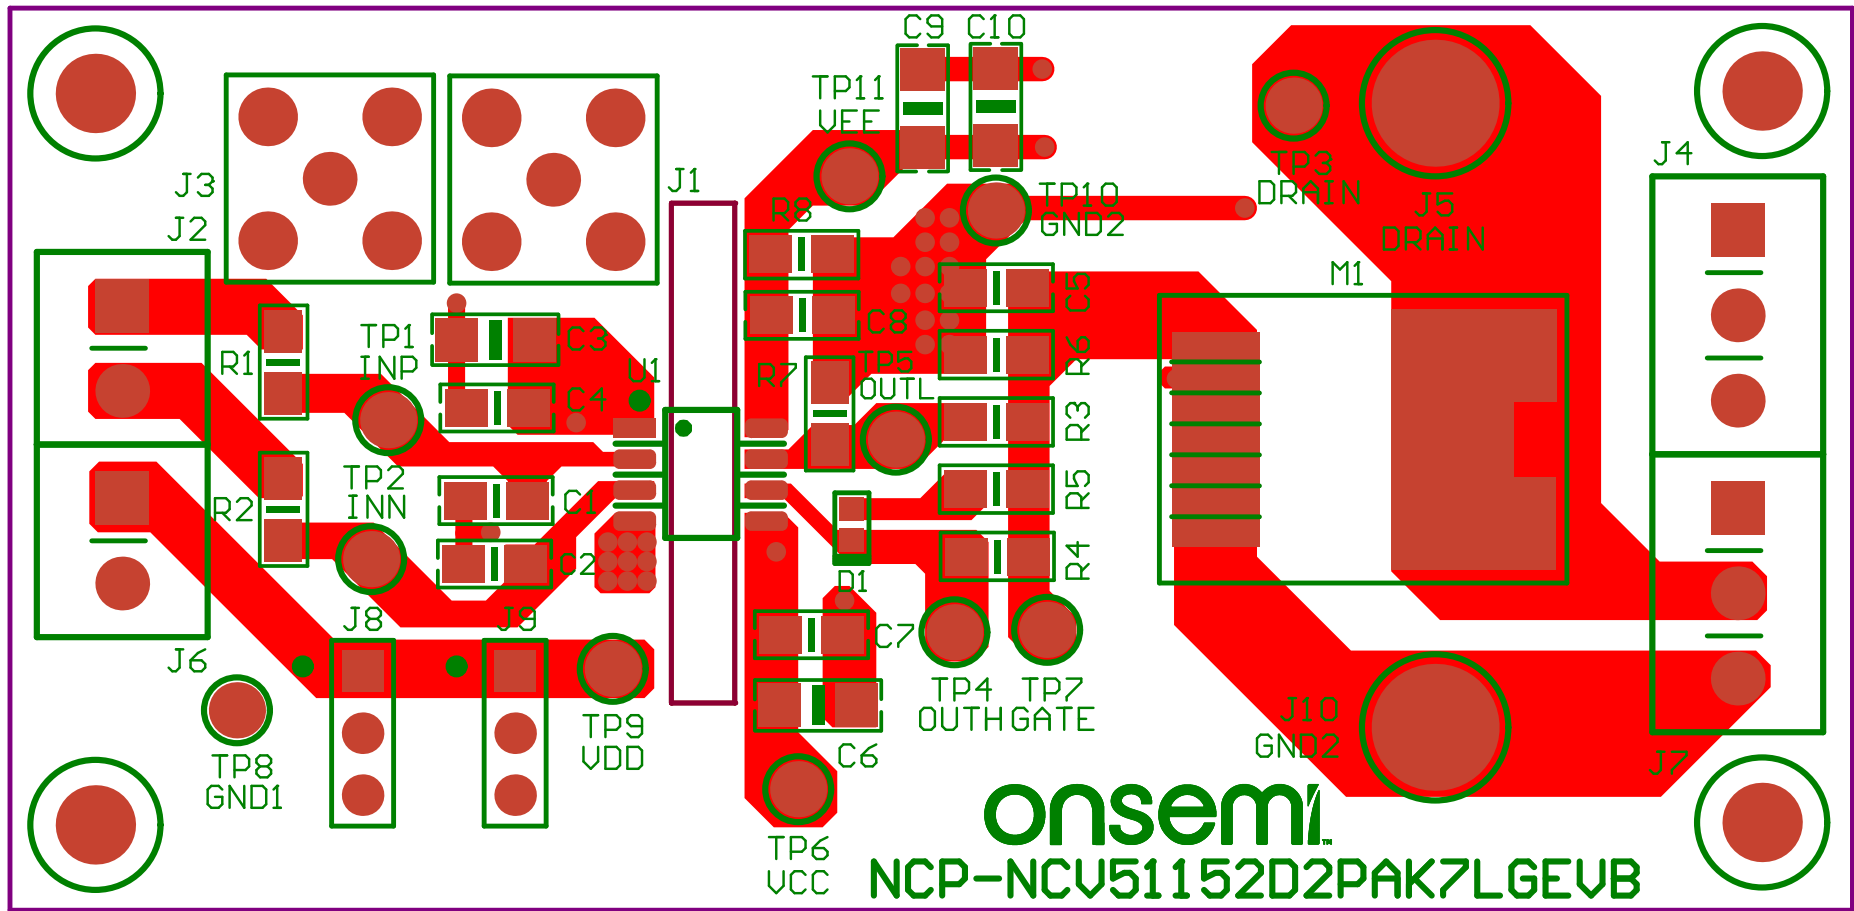 C9
C10
TP11
VEE
J3
J1
J2
TP3
DRAIN
J4
R8
TP10
GND2
J5
DRAIN
M1
C5
C8
TP1
INP
C3
R1
U1
TP5
OUTL
R7
R6
C4
R3
TP2
INN
C1
R2
R5
C2
R4
D1
J8
J9
C7
J6
TP4
OUTH
TP7
GATE
J10
GND2
TP9
VDD
C6
J7
TP8
GND1
onsemi™
TP6
VCC
NCP-NCV51152D2PAK7LGEVB